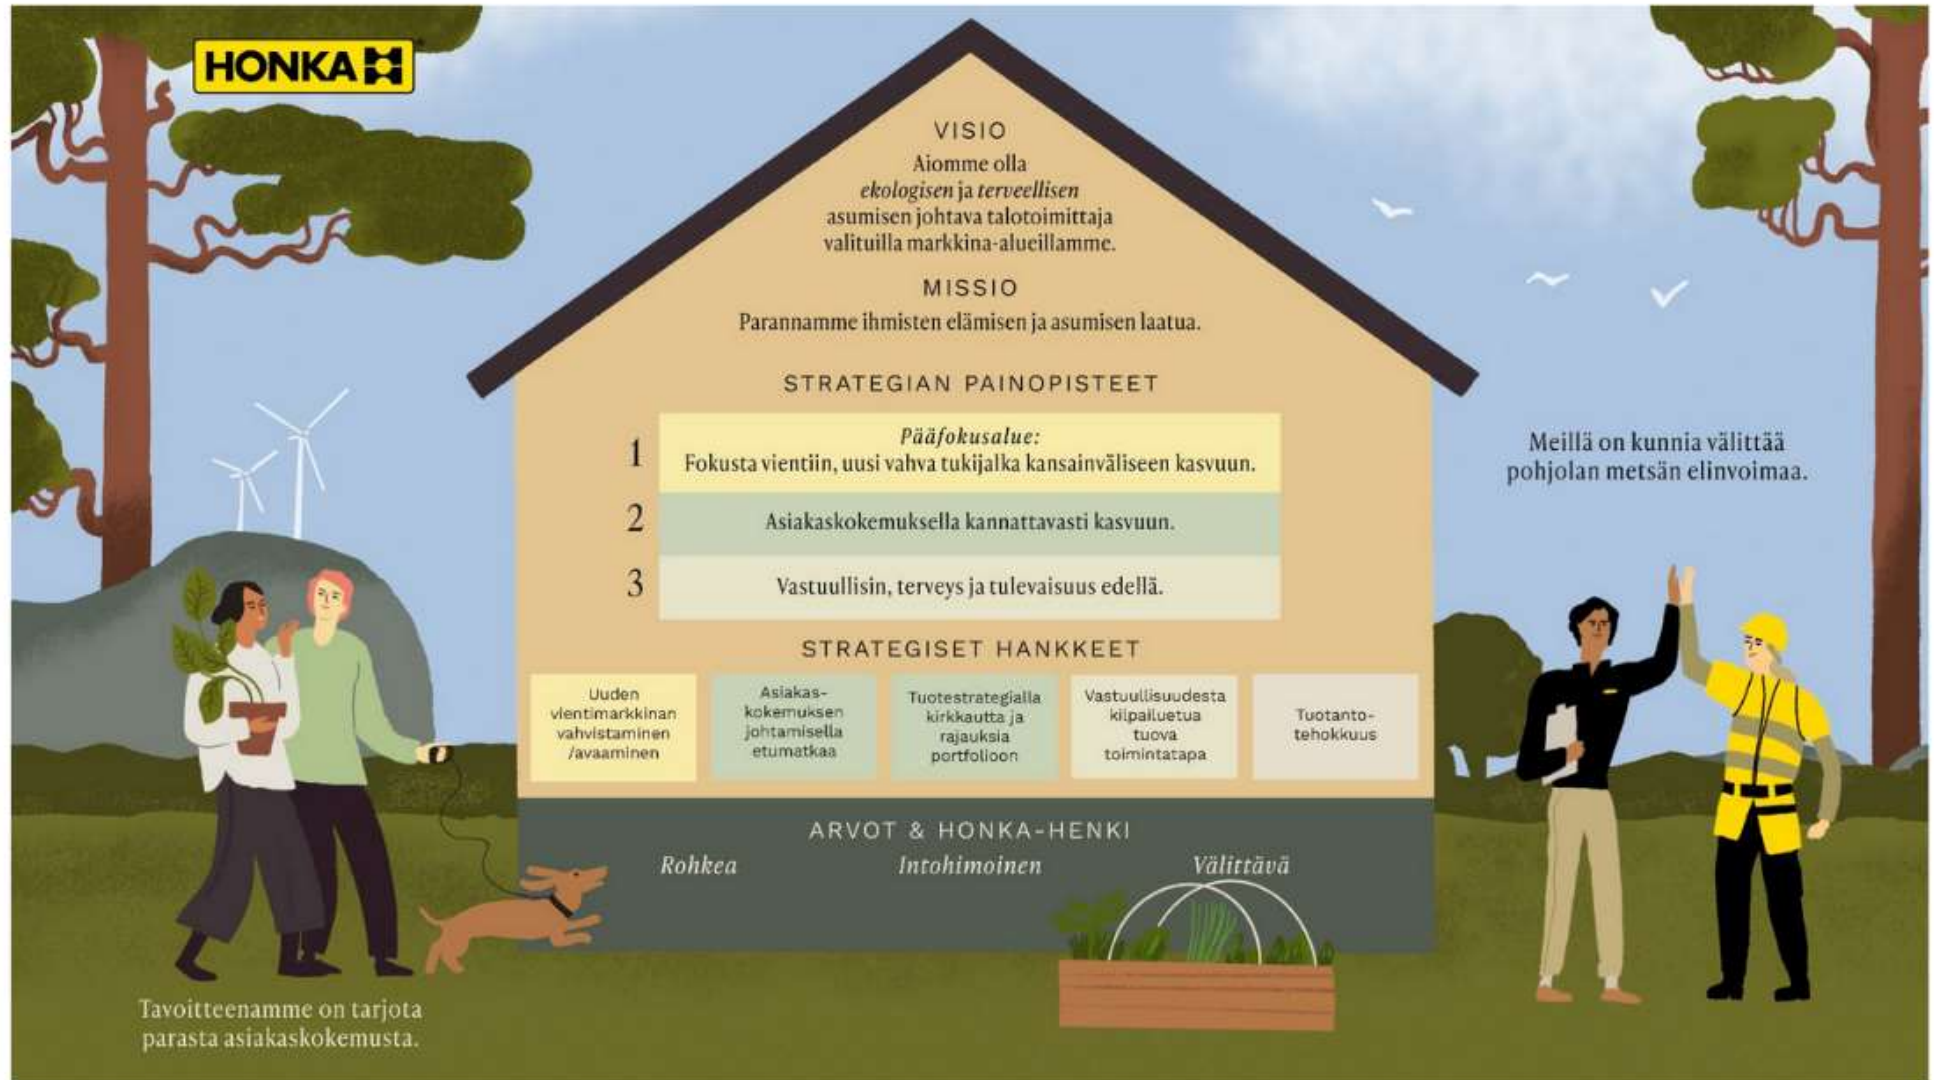 HONKA
VISIO
Aiomme olla
ekologisen ja terveellisen
asumisen johtava talotoimittaja
valituilla markkina-alueillamme.
MISSIO
Parannamme ihmisten elämisen ja asumisen laatua.
STRATEGIAN PAINOPISTEET
1
Pääfokusalue:
Fokusta vientiin, uusi vahva tukijalka kansainväliseen kasvuun.
2
Asiakaskokemuksella kannattavasti kasvuun.
3
Vastuullisin, terveys ja tulevaisuus edellä.
STRATEGISET HANKKEET
Uuden
vientimarkkinan
vahvistaminen
/avaaminen
Asiakas-
kokemuksen
johtamisella
etumatkaa
Tuotestrategialla
kirkkautta ja
rajauksia
portfolioon
Vastuullisuudesta
kilpailuetua
tuova
toimintatapa
Tuotanto-
tehokkuus
ARVOT & HONKA-HENKI
Rohkea
Intohimoinen
Välittävä
Meillä on kunnia välittää
pohjolan metsän elinvoimaa.
Tavoitteenamme on tarjota
parasta asiakaskokemusta.